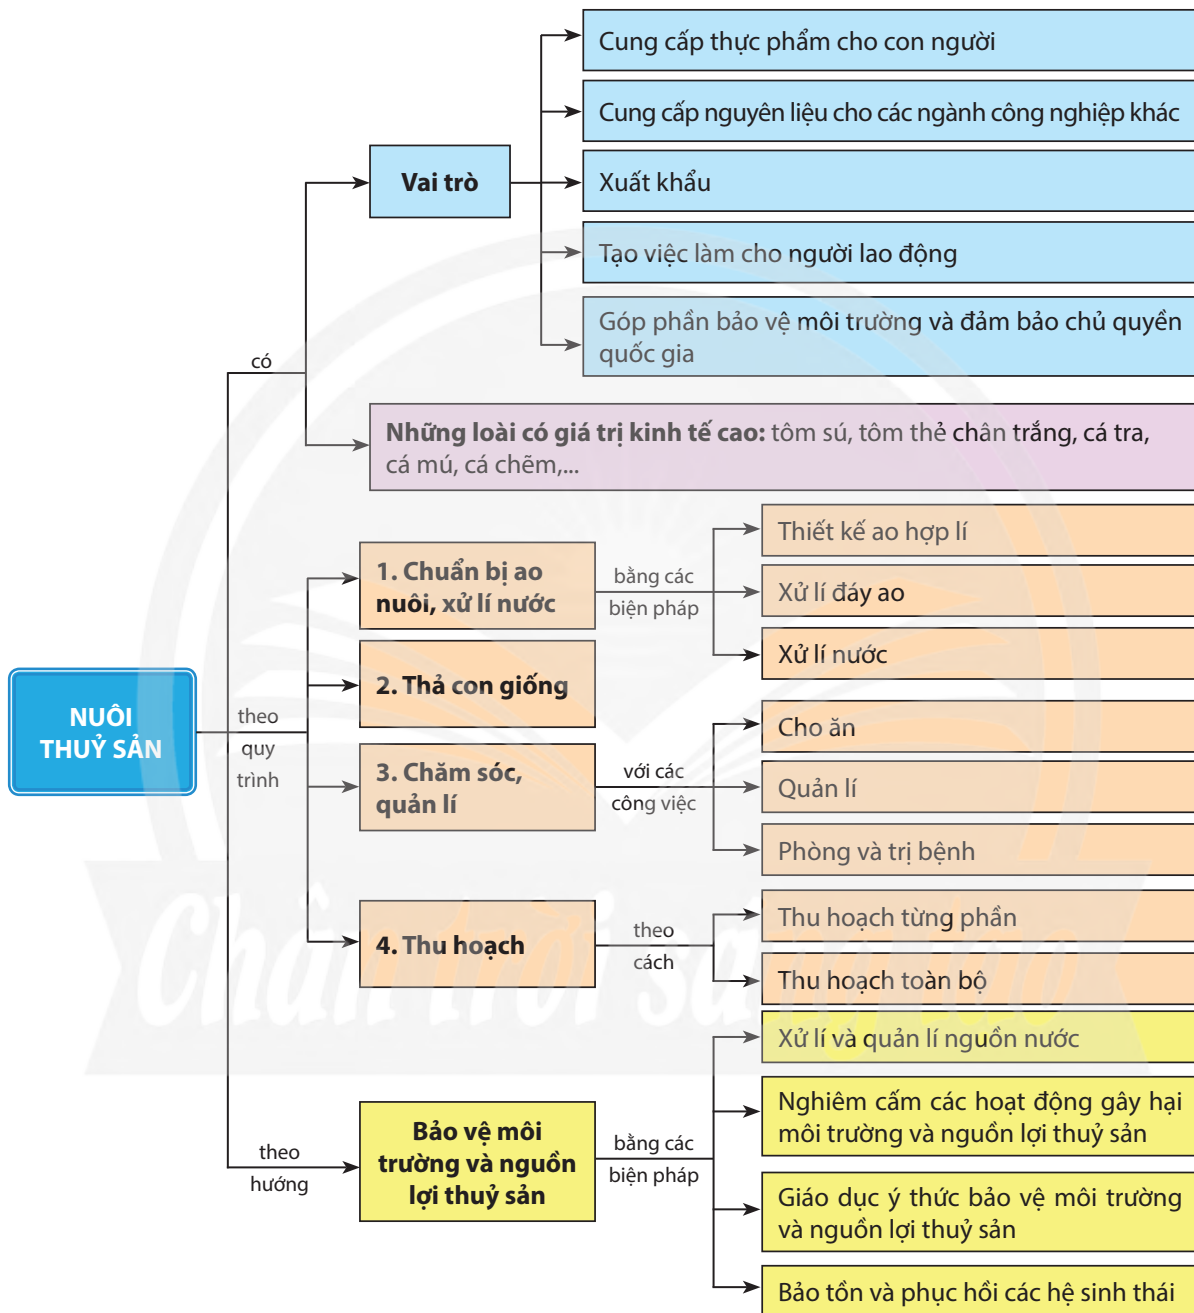 Cung cấp thực phẩm cho con người
Cung cấp nguyên liệu cho các ngành công nghiệp khác
Vai trò
Xuất khẩu
Tạo việc làm cho người lao động
Góp phần bảo vệ môi trường và đảm bảo chủ quyền
quốc gia
có
Những loài có giá trị kinh tế cao: tôm sú, tôm thẻ chân trắng, cá tra,
cá mú, cá chẽm,...
NUÔI
THUỶ SẢN
theo
quy
trình
1. Chuẩn bị ao
nuôi, xử lí nước
bằng các
biện pháp
Thiết kế ao hợp lí
Xử lí đáy ao
Xử lí nước
2. Thả con giống
3. Chăm sóc,
quản lí
với các
công việc
Cho ăn
Quản lí
Phòng và trị bệnh
4. Thu hoạch
theo
cách
Thu hoạch từng phần
Thu hoạch toàn bộ
Chân trời sáng tạo
theo
hướng
Bảo vệ môi
trường và nguồn
lợi thuỷ sản
bằng các
biện pháp
Xử lí và quản lí nguồn nước
Nghiêm cấm các hoạt động gây hại
môi trường và nguồn lợi thuỷ sản
Giáo dục ý thức bảo vệ môi trường
và nguồn lợi thuỷ sản
Bảo tồn và phục hồi các hệ sinh thái